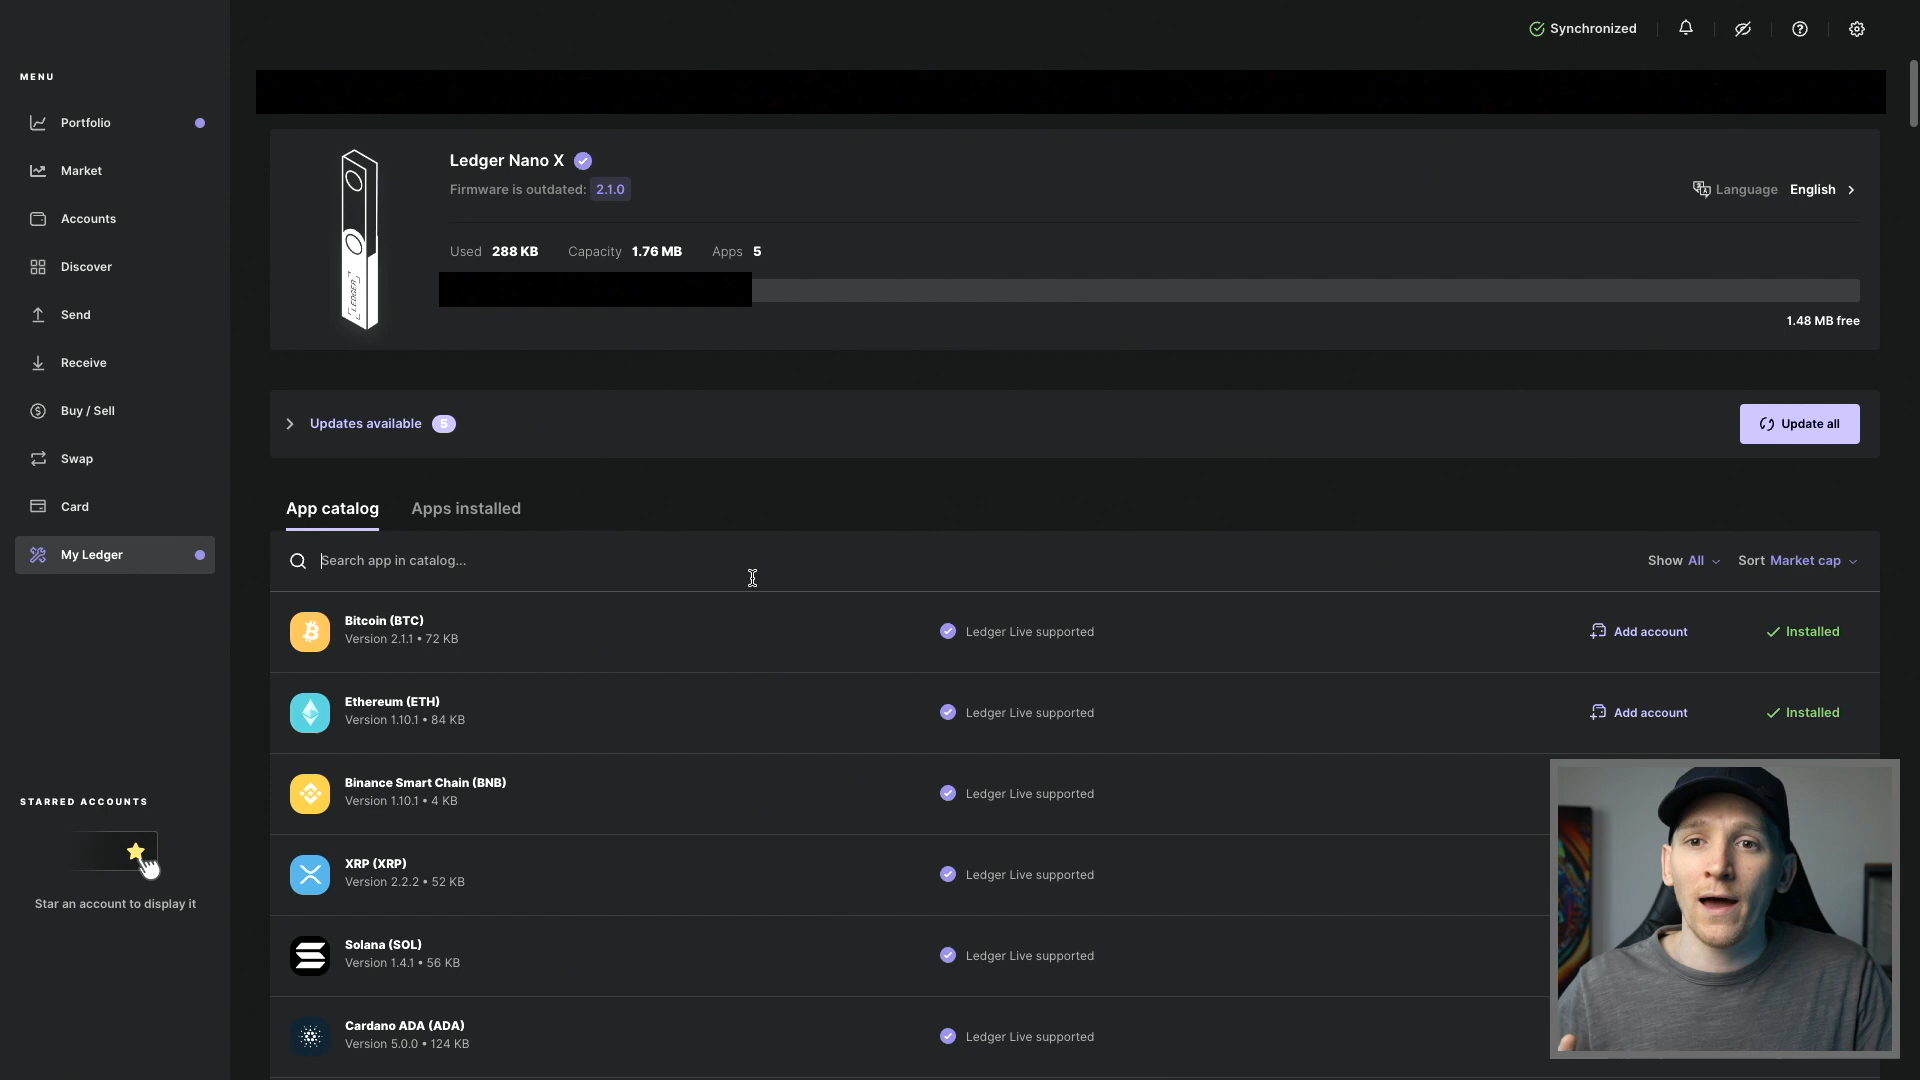 Synchronized
MENU
Portfolio
Market
Accounts
Discover
Send
Receive
Buy / Sell
Swap
Card
My Ledger
STARRED ACCOUNTS
Star an account to display it
Ledger Nano X
Firmware is outdated: 2.1.0
Language English
Used 288 KB Capacity 1.76 MB Apps 5
LEDGER
1.48 MB free
Updates available 5
Update all
App catalog Apps installed
Search app in catalog...
Show All Sort Market cap
Bitcoin (BTC)
Version 2.1.1 • 72 KB
Ledger Live supported
Add account
Installed
Ethereum (ETH)
Version 1.10.1 • 84 KB
Ledger Live supported
Add account
Installed
Binance Smart Chain (BNB)
Version 1.10.1 • 4 KB
Ledger Live supported
XRP (XRP)
Version 2.2.2 • 52 KB
Ledger Live supported
Solana (SOL)
Version 1.4.1 • 56 KB
Ledger Live supported
Cardano ADA (ADA)
Version 5.0.0 • 124 KB
Ledger Live supported